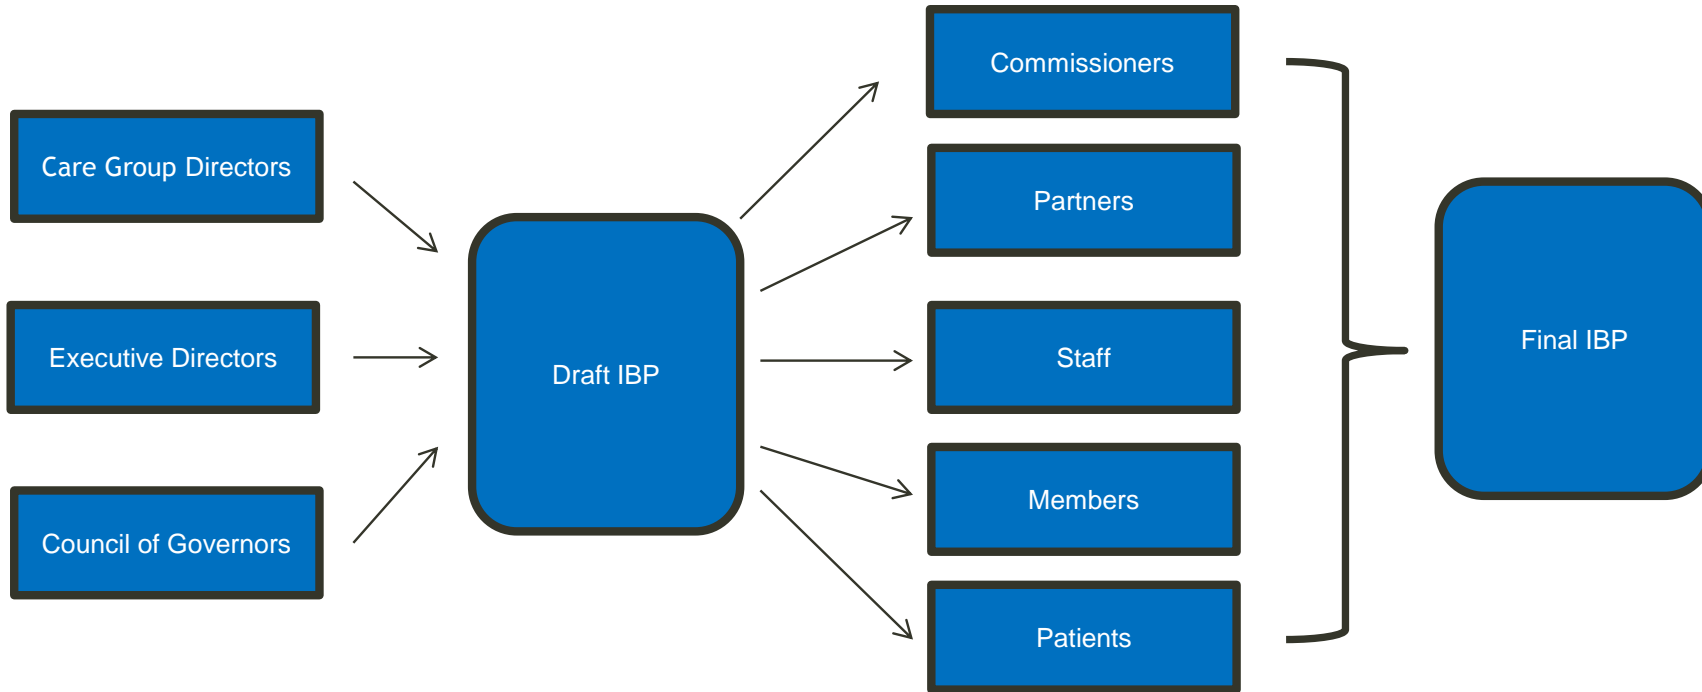 Care Group Directors
Executive Directors
Council of Governors
Draft IBP
Commissioners
Partners
Staff
Members
Patients
Final IBP